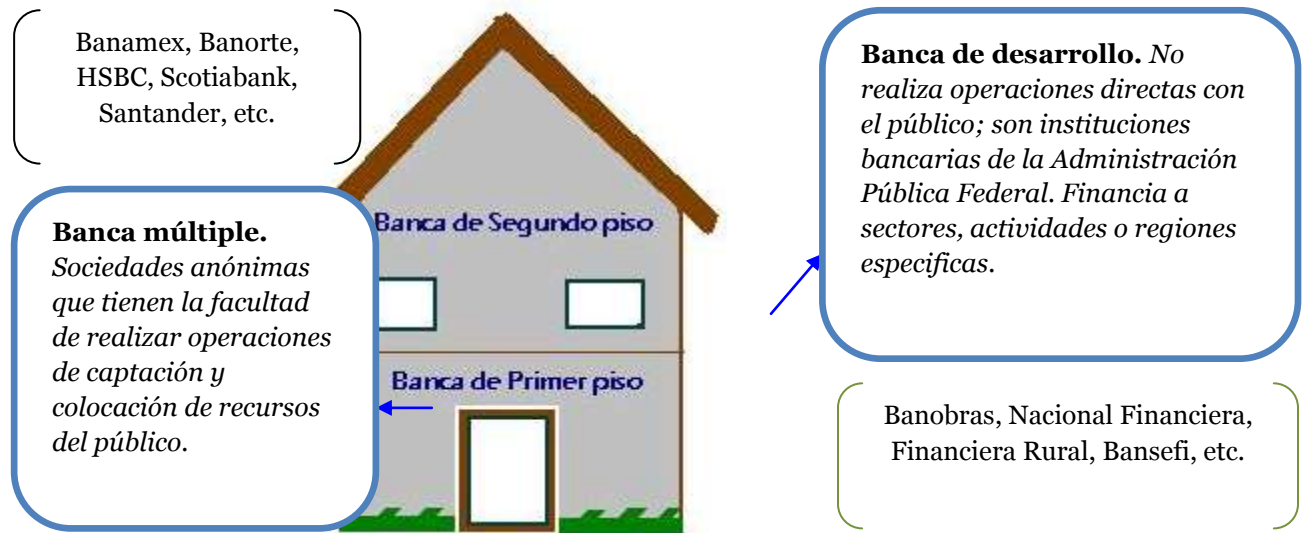 Banamex, Banorte,
HSBC, Scotiabank,
Santander, etc.
Banca múltiple.
Sociedades anónimas
que tienen la facultad
de realizar operaciones
de captación y
colocación de recursos
del público.
Banca de Segundo piso
Banca de Primer piso
Banca de desarrollo. No
realiza operaciones directas con
el público; son instituciones
bancarias de la Administración
Pública Federal. Financia a
sectores, actividades o regiones
especificas.
Banobras, Nacional Financiera,
Financiera Rural, Bansefi, etc.